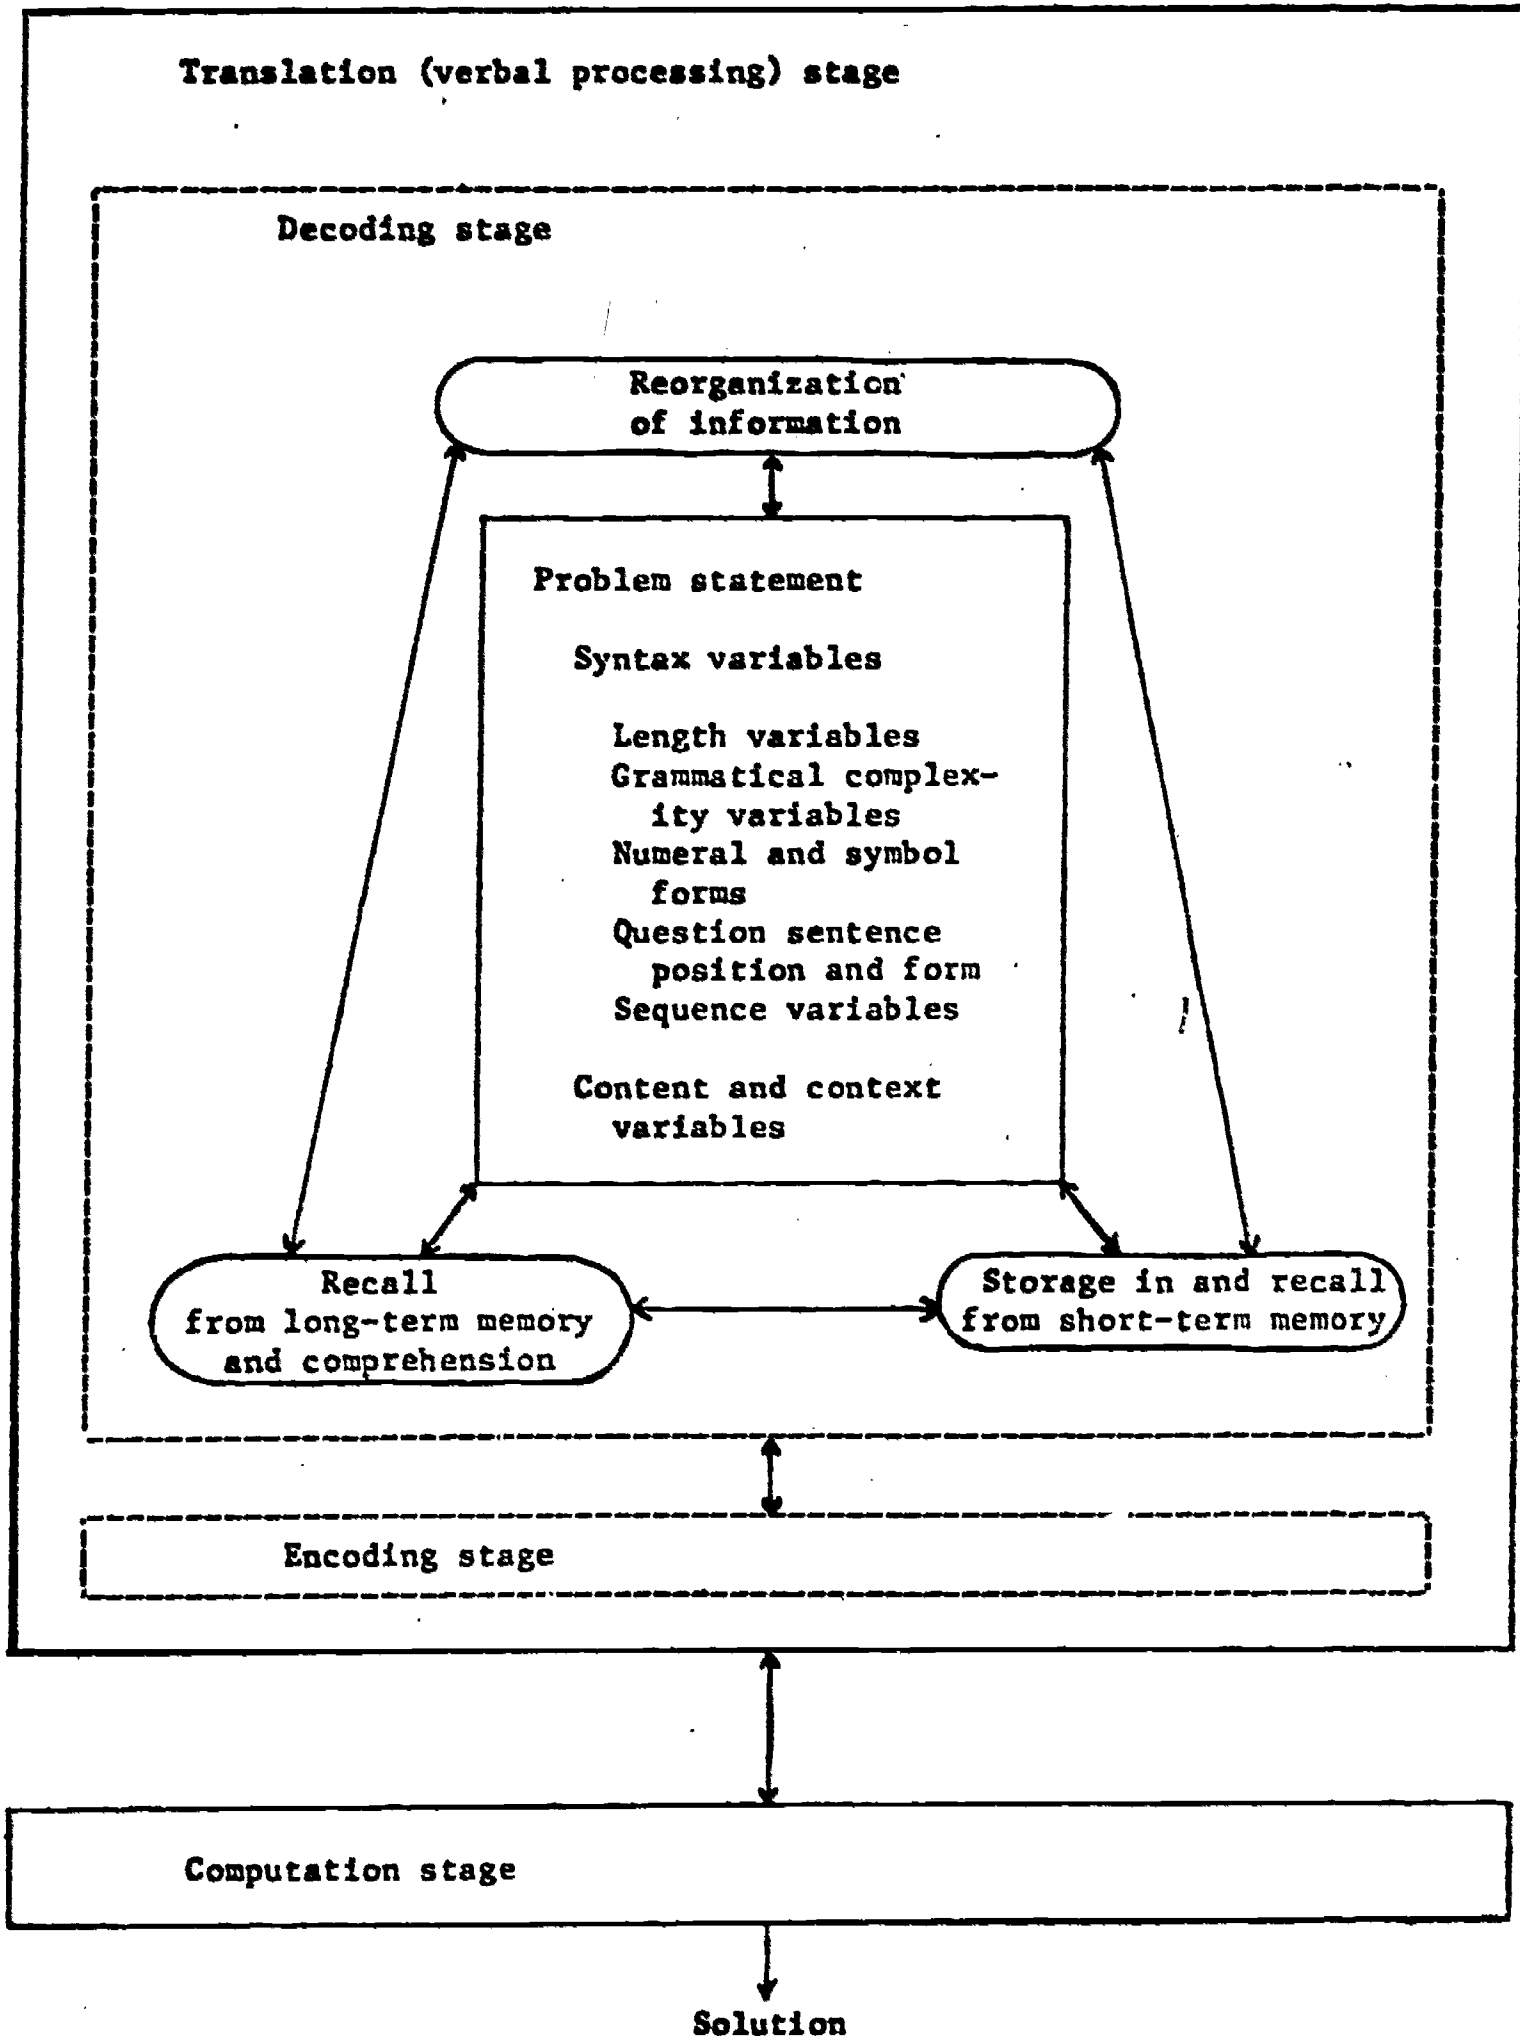 Translation (verbal processing) stage
Decoding stage
Reorganization
of information
Problem statement
Syntax variables
Length variables
Grammatical complex-
ity variables
Numeral and symbol
forms
Question sentence
position and form
Sequence variables
Content and context
variables
Recall
from long-term memory
and comprehension
Storage in and recall
from short-term memory
Encoding stage
Computation stage
Solution